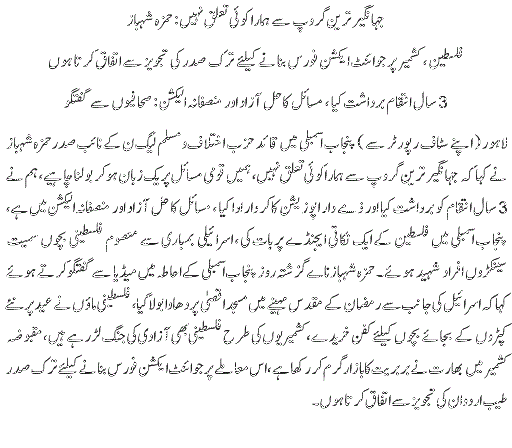 جہانگیر ترین گروپ سے ہمارا کوئی تعلق نہیں: حمزہ شہباز
فلسطین، کشمیر پر جوائنٹ ایکشن فورس بنانے کیلئے ترک صدر کی تجویز سے اتفاق کرتا ہوں
3 سال انتقام برداشت کیا، مسائل کا حل آزاد اور منصفانہ الیکشن: صحافیوں سے گفتگو
لاہور (اپنے سٹاف رپورٹر سے) پنجاب اسمبلی میں قائد حزب اختلاف و مسلم لیگ ن کے نائب صدر حمزہ شہباز
نے کہا کہ جہانگیر ترین گروپ سے ہمارا کوئی تعلق نہیں، ہمیں قومی مسائل پر یک زبان ہو کر بولنا چاہیے، ہم نے
3 سال انتقام کو برداشت کیا اور ذمے دار اپوزیشن کا کردار نبھایا، مسائل کا حل آزاد اور منصفانہ الیکشن میں ہے،
پنجاب اسمبلی میں فلسطین کے ایک نکاتی ایجنڈے پر بات کی، اسرائیلی بمباری سے معصوم فلسطینی بچوں سمیت
سینکڑوں افراد شہید ہوئے۔ حمزہ شہباز نے گزشتہ روز پنجاب اسمبلی کے احاطہ میں میڈیا سے گفتگو کرتے ہوئے
کہا کہ اسرائیل کی جانب سے رمضان کے مقدس مہینے میں مسجد اقصیٰ پر دھاوا بولا گیا، فلسطینی ماؤں نے عید پر نئے
کپڑوں کے بجائے بچوں کیلئے کفن خریدے، کشمیریوں کی طرح فلسطینی بھی آزادی کی جنگ لڑ رہے ہیں، مقبوضہ
کشمیر میں بھارت نے بربریت کا بازار گرم کر رکھا ہے، اس معاملے پر جوائنٹ ایکشن فورس بنانے کیلئے ترک صدر
طیب اردوان کی تجویز سے اتفاق کرتا ہوں۔